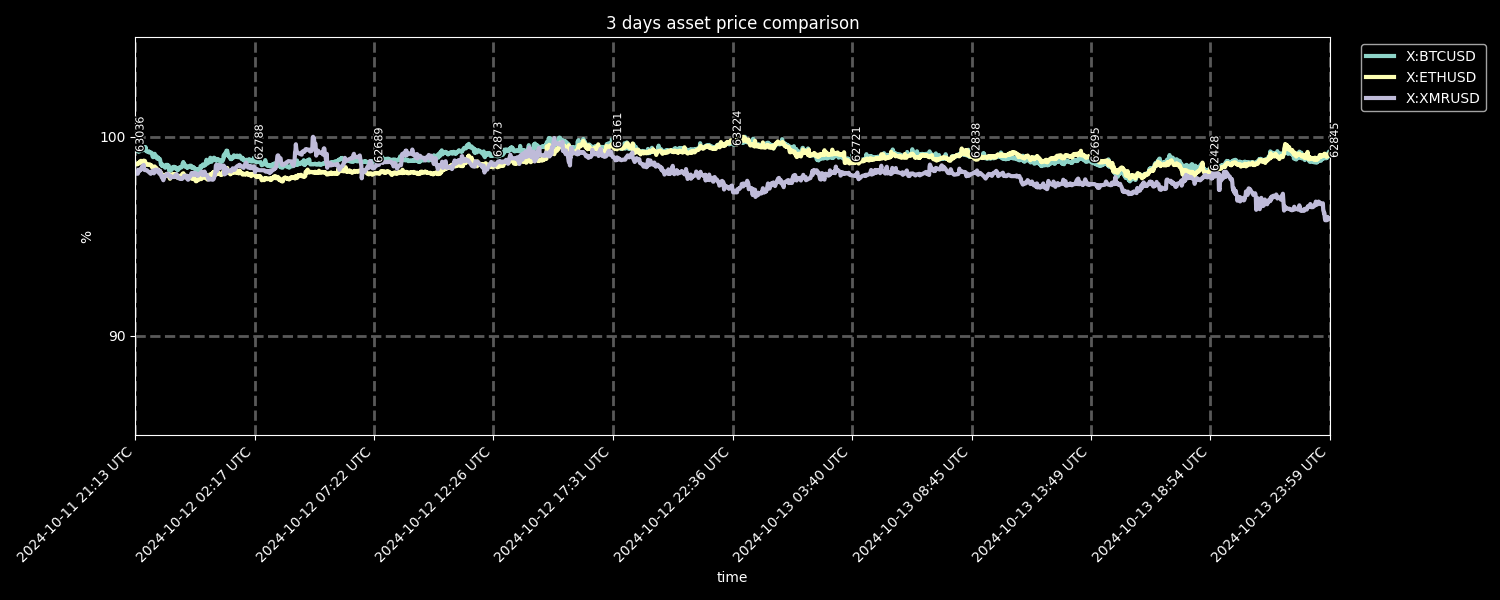 3 days asset price comparison
X:BTCUSD
X:ETHUSD
X:XMRUSD
100
90
%
63036
62788
62689
62873
63161
63224
62721
62838
62695
62428
62845
2024-10-11 21:13 UTC
2024-10-12 02:17 UTC
2024-10-12 07:22 UTC
2024-10-12 12:26 UTC
2024-10-12 17:31 UTC
2024-10-12 22:36 UTC
2024-10-13 03:40 UTC
2024-10-13 08:45 UTC
2024-10-13 13:49 UTC
2024-10-13 18:54 UTC
2024-10-13 23:59 UTC
time